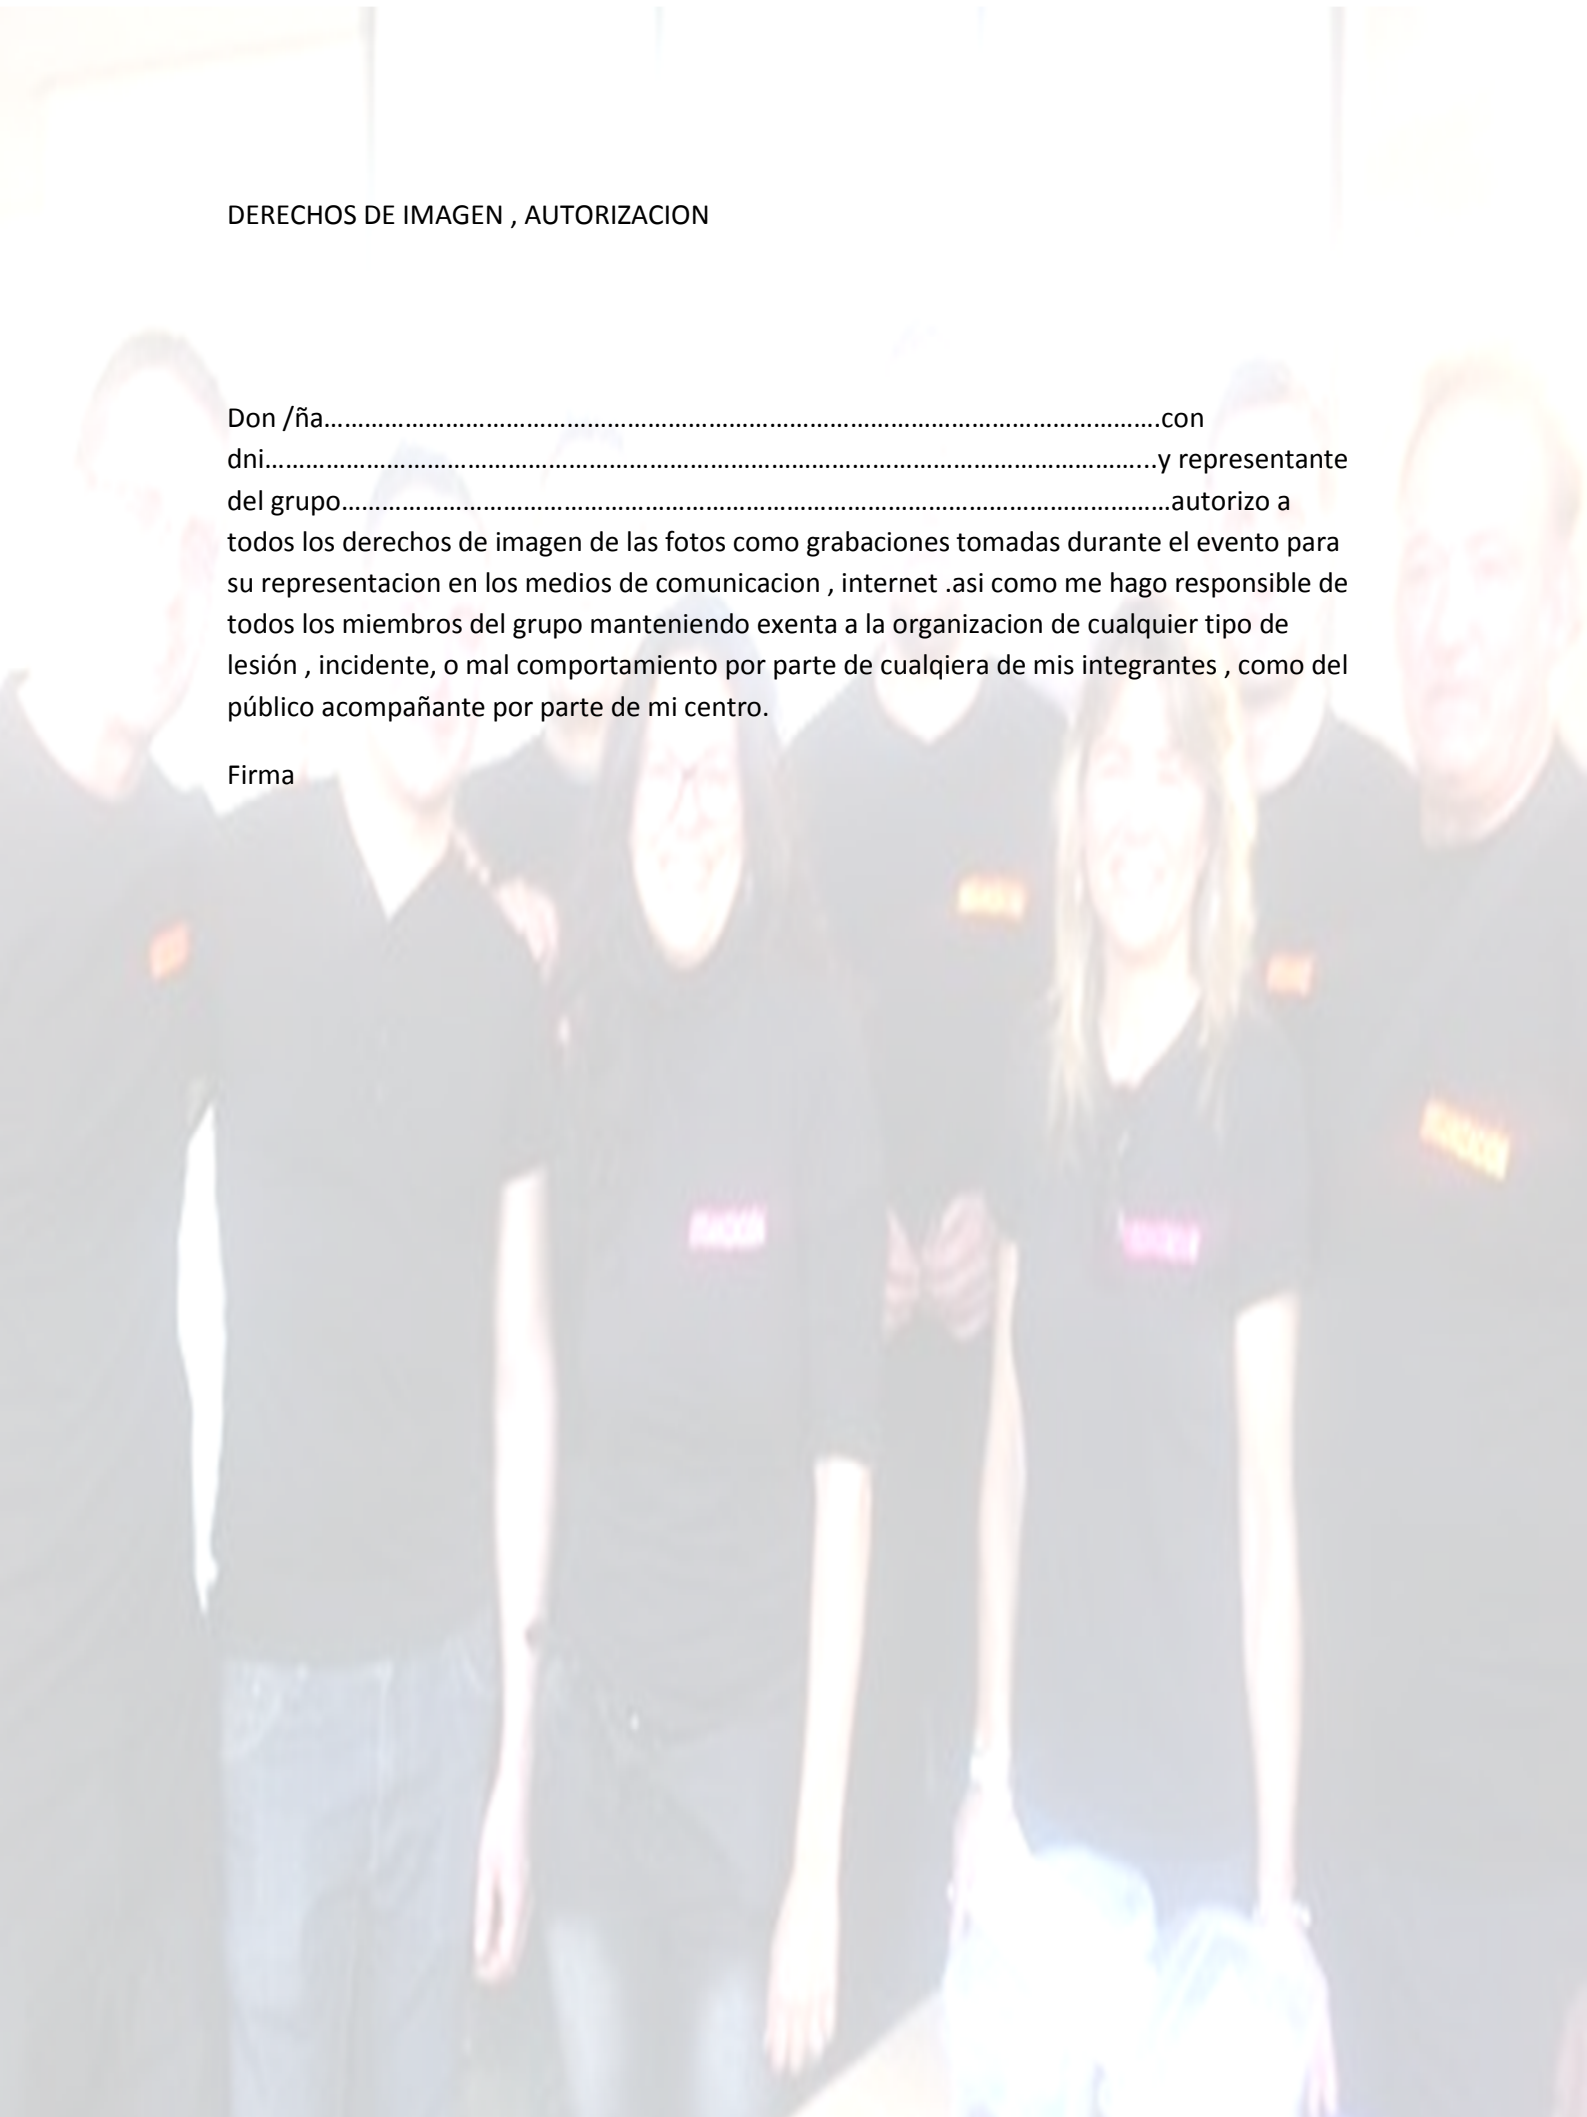 DERECHOS DE IMAGEN , AUTORIZACION
Don /ña……………………………………………………………………………………………………………….con
dni…………………………………………………………………………………………………………………...y representante
del grupo……………………………………………………………………………………………………………autorizo a
todos los derechos de imagen de las fotos como grabaciones tomadas durante el evento para
su representacion en los medios de comunicacion , internet .asi como me hago responsible de
todos los miembros del grupo manteniendo exenta a la organizacion de cualquier tipo de
lesión , incidente, o mal comportamiento por parte de cualqiera de mis integrantes , como del
público acompañante por parte de mi centro.
Firma